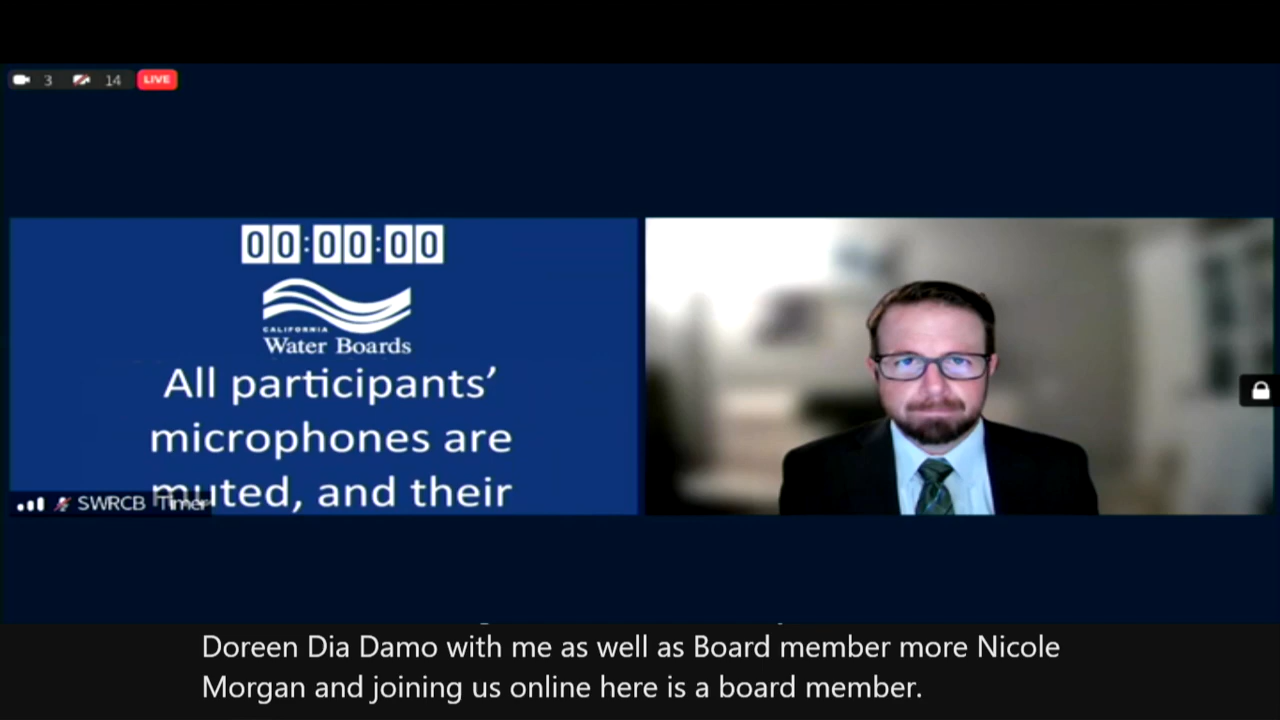 3 14 LIVE
00:00:00
CALIFORNIA
Water Boards
All participants’
microphones are
muted, and their
SWRCB Timer
Doreen Dia Damo with me as well as Board member more Nicole
Morgan and joining us online here is a board member.